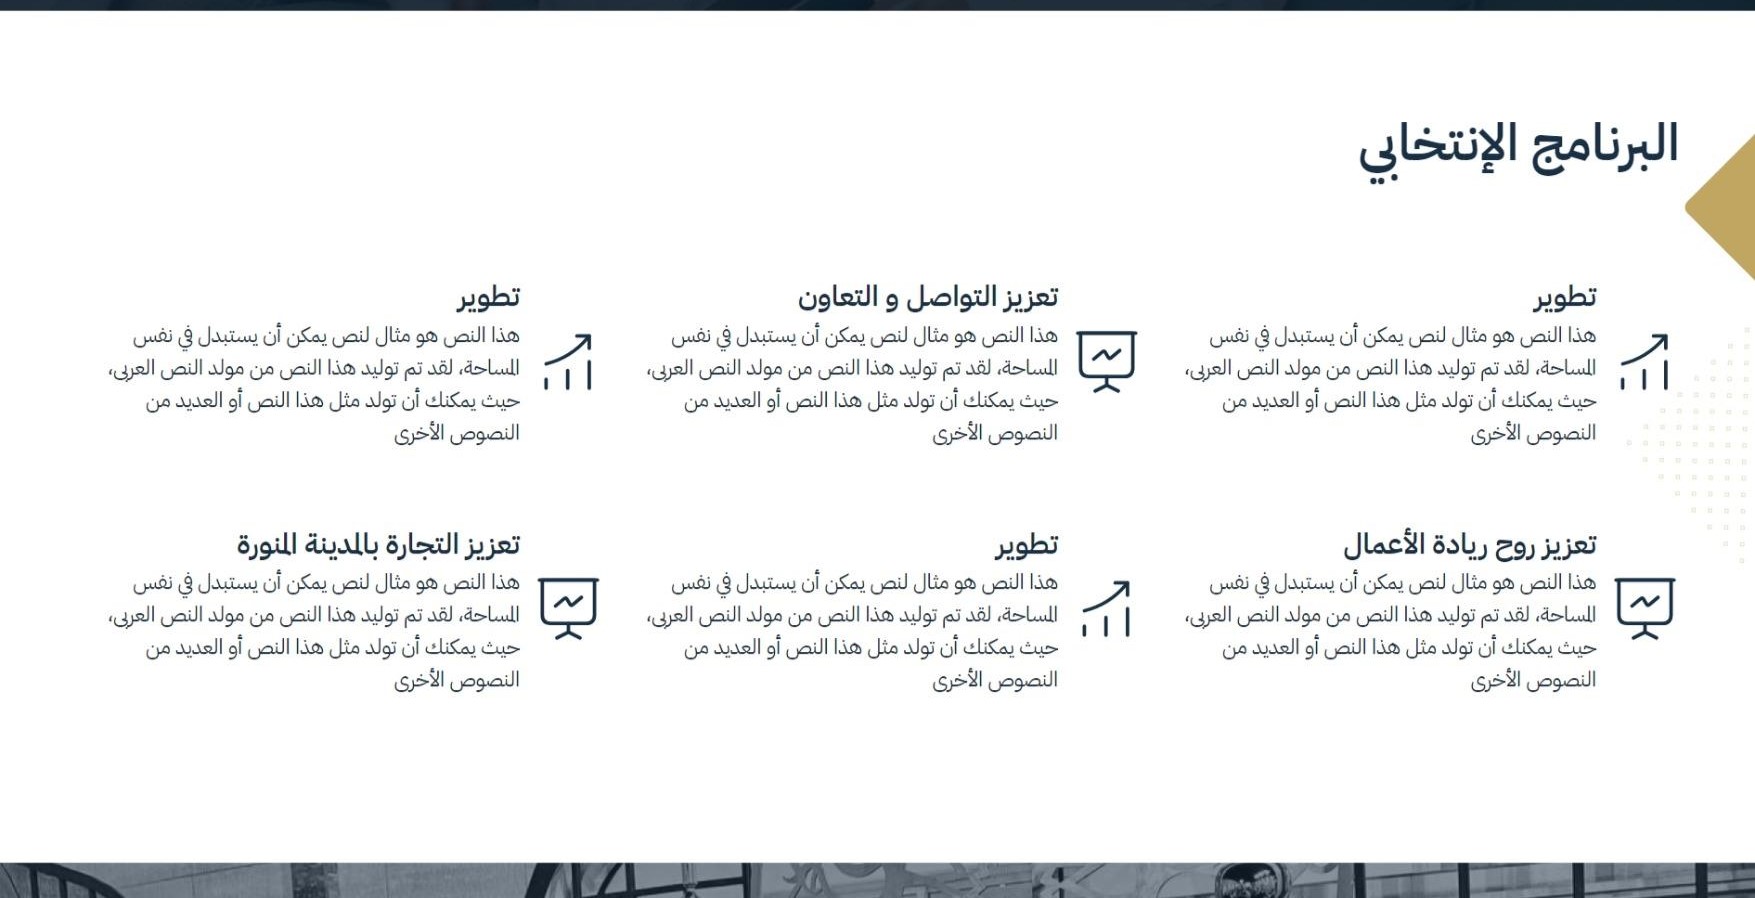 البرنامج الإنتخابي
تطوير
هذا النص هو مثال لنص يمكن أن يستبدل في نفس
المساحة، لقد تم توليد هذا النص من مولد النص العربى،
حيث يمكنك أن تولد مثل هذا النص أو العديد من
النصوص الأخرى
تعزيز التواصل و التعاون
هذا النص هو مثال لنص يمكن أن يستبدل في نفس
المساحة، لقد تم توليد هذا النص من مولد النص العربى،
حيث يمكنك أن تولد مثل هذا النص أو العديد من
النصوص الأخرى
تطوير
هذا النص هو مثال لنص يمكن أن يستبدل في نفس
المساحة، لقد تم توليد هذا النص من مولد النص العربى،
حيث يمكنك أن تولد مثل هذا النص أو العديد من
النصوص الأخرى
تعزيز روح ريادة الأعمال
هذا النص هو مثال لنص يمكن أن يستبدل في نفس
المساحة، لقد تم توليد هذا النص من مولد النص العربى،
حيث يمكنك أن تولد مثل هذا النص أو العديد من
النصوص الأخرى
تطوير
هذا النص هو مثال لنص يمكن أن يستبدل في نفس
المساحة، لقد تم توليد هذا النص من مولد النص العربى،
حيث يمكنك أن تولد مثل هذا النص أو العديد من
النصوص الأخرى
تعزيز التجارة بالمدينة المنورة
هذا النص هو مثال لنص يمكن أن يستبدل في نفس
المساحة، لقد تم توليد هذا النص من مولد النص العربى،
حيث يمكنك أن تولد مثل هذا النص أو العديد من
النصوص الأخرى